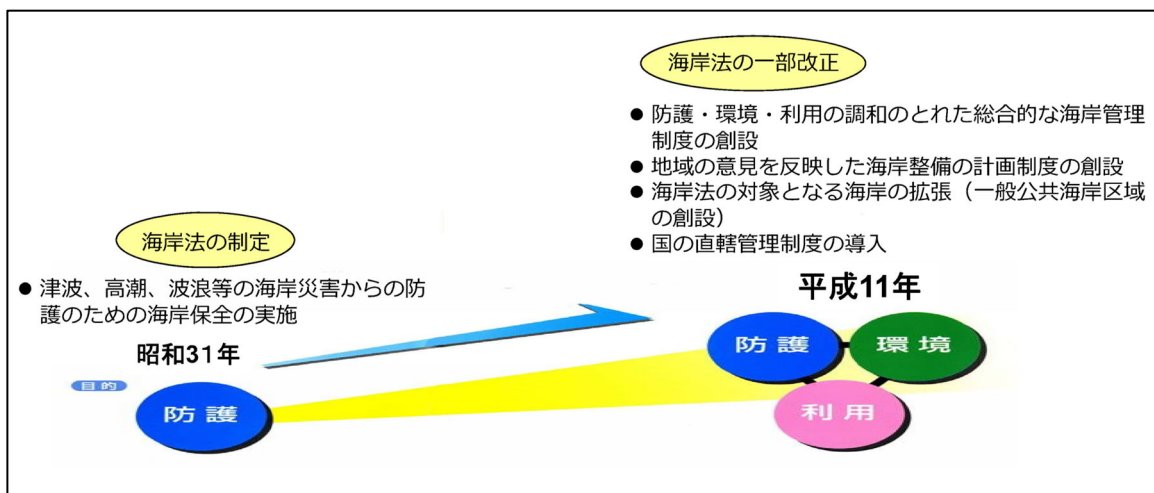 海岸法の一部改正
● 防護・環境・利用の調和のとれた総合的な海岸管理
制度の創設
● 地域の意見を反映した海岸整備の計画制度の創設
● 海岸法の対象となる海岸の拡張（一般公共海岸区域
の創設）
● 国の直轄管理制度の導入
海岸法の制定
● 津波、高潮、波浪等の海岸災害からの防
護のための海岸保全の実施
昭和31年
目的
防護
平成11年
防護
環境
利用